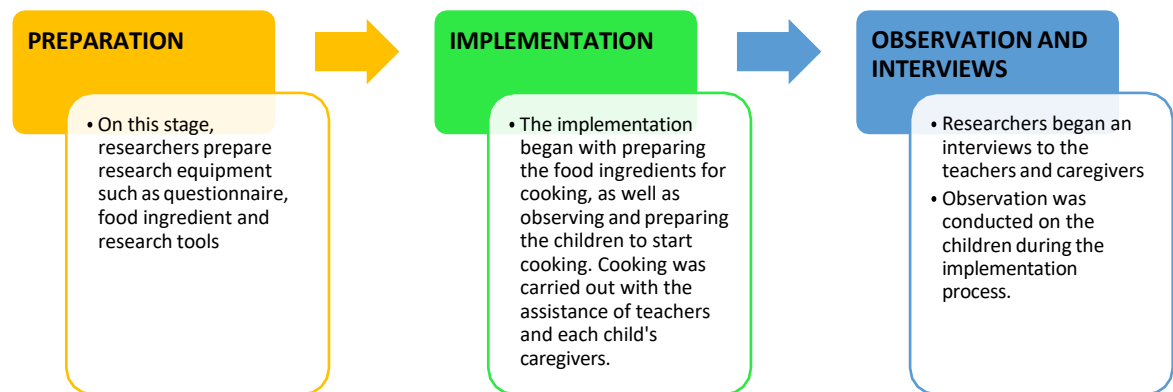 PREPARATION
• On this stage,
researchers prepare
research equipment
such as questionnaire,
food ingredient and
research tools
IMPLEMENTATION
• The implementation
began with preparing
the food ingredients for
cooking, as well as
observing and preparing
the children to start
cooking. Cooking was
carried out with the
assistance of teachers
and each child's
caregivers.
OBSERVATION AND
INTERVIEWS
• Researchers began an
interviews to the
teachers and caregivers
• Observation was
conducted on the
children during the
implementation
process.